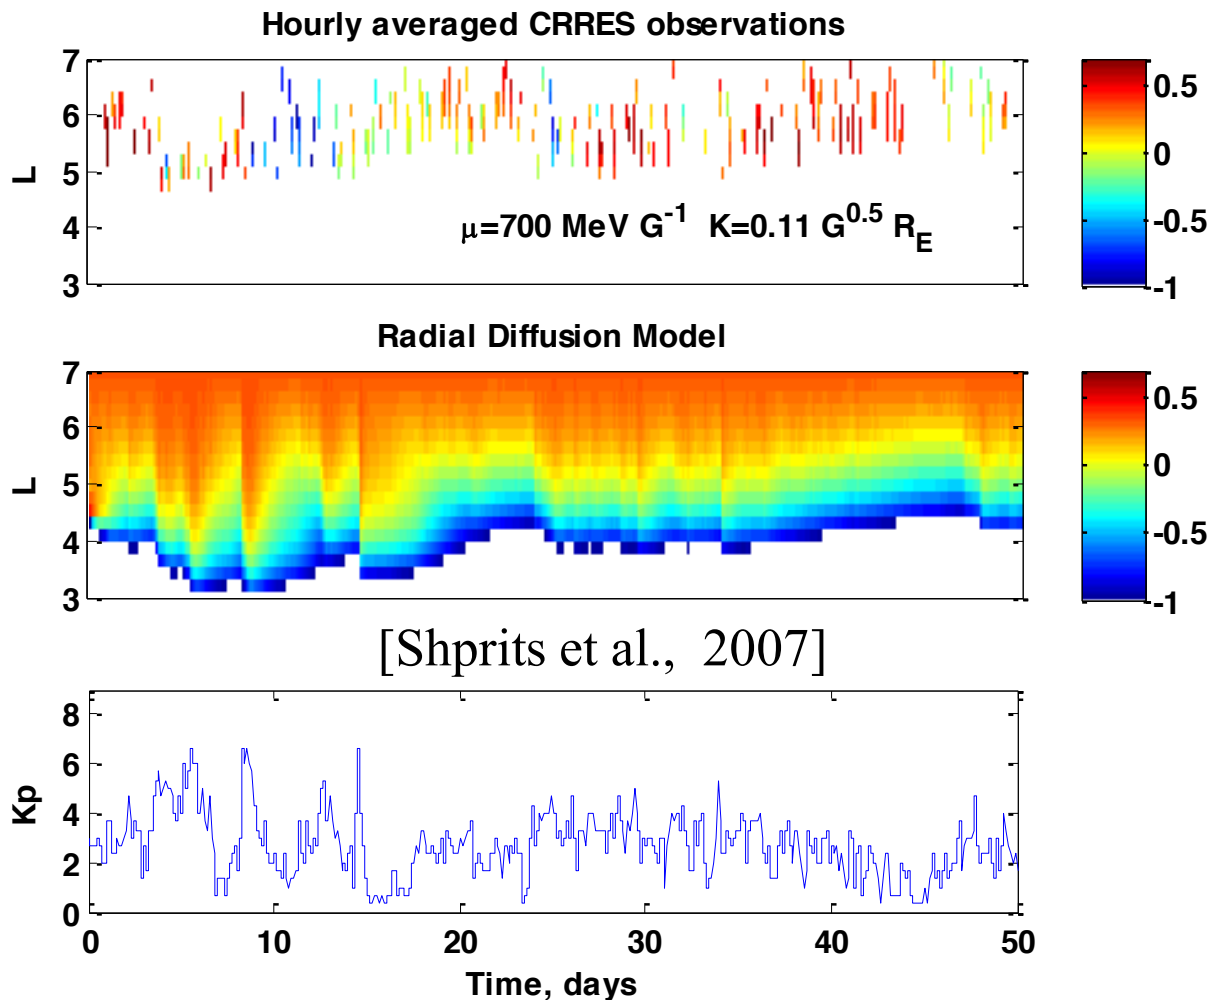 Hourly averaged CRRES observations
7
6
5
4
3
L
μ=700 MeV G^-1 K=0.11 G^0.5 R_E
0.5
0
-0.5
-1
Radial Diffusion Model
7
6
5
4
3
L
0.5
0
-0.5
-1
[Shprits et al., 2007]
8
6
4
2
0
Kp
0 10 20 30 40 50
Time, days